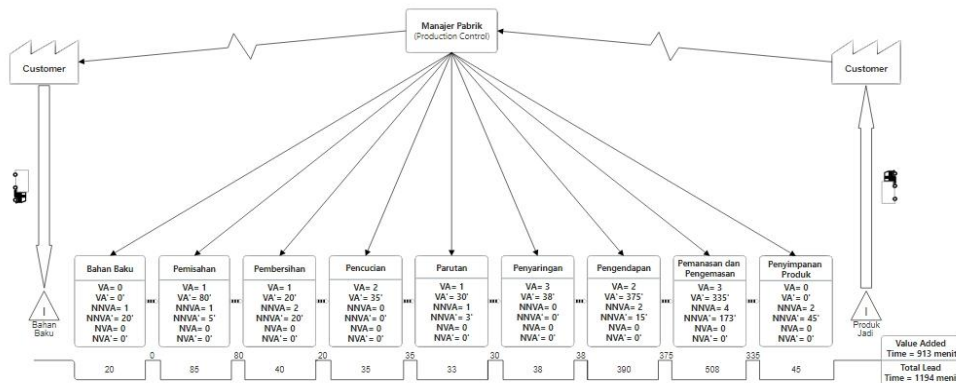 Manajer Pabrik
(Production Control)
Customer
Customer
Bahan Baku
VA= 0
VA'= 0'
NNVA= 1
NNVA'= 20'
NVA= 0
NVA'= 0'
Pemisahan
VA= 1
VA'= 80'
NNVA= 1
NNVA'= 5'
NVA= 0
NVA'= 0'
Pembersihan
VA= 1
VA'= 20'
NNVA= 2
NNVA'= 20'
NVA= 0
NVA'= 0'
Pencucian
VA= 2
VA'= 35'
NNVA= 0
NNVA'= 0'
NVA= 0
NVA'= 0'
Parutan
VA= 1
VA'= 30'
NNVA= 1
NNVA'= 3'
NVA= 0
NVA'= 0'
Penyaringan
VA= 3
VA'= 38'
NNVA= 0
NNVA'= 0'
NVA= 0
NVA'= 0'
Pengendapan
VA= 2
VA'= 375'
NNVA= 2
NNVA'= 15'
NVA= 0
NVA'= 0'
Pemanasan dan
Pengemasan
VA= 3
VA'= 335'
NNVA= 4
NNVA'= 173'
NVA= 0
NVA'= 0'
Penyimpanan
Produk
VA= 0
VA'= 0'
NNVA= 2
NNVA'= 45'
NVA= 0
NVA'= 0'
I
Bahan
Baku
I
Produk
Jadi
0 80 20 35 30 38 375 335
20 85 40 35 33 38 390 508 45
Value Added
Time = 913 menit
Total Lead
Time = 1194 menit